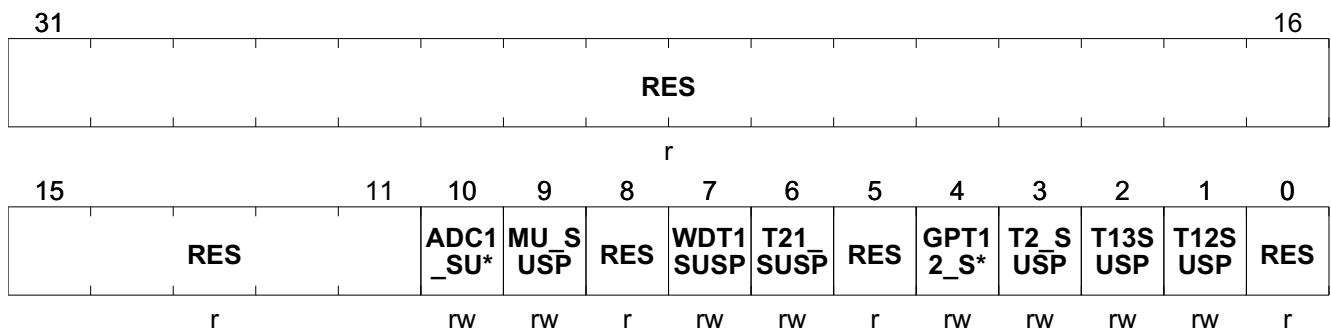 31 16
RES
r
15 11 10 9 8 7 6 5 4 3 2 1 0
RES ADC1 _SU* MU_S USP RES WDT1 SUSP T21_ SUSP RES GPT1 2_S* T2_S USP T13S USP T12S USP RES
r rw rw r rw rw r rw rw rw rw r